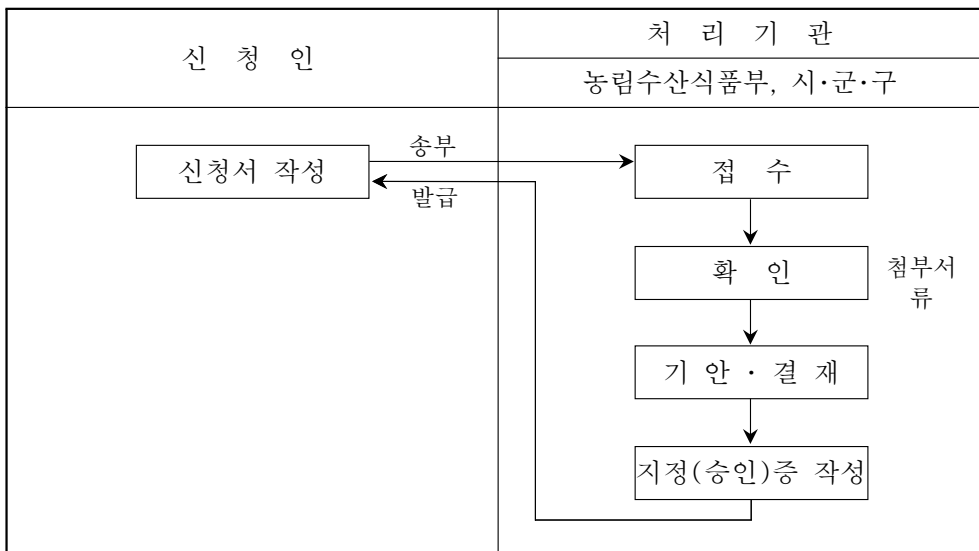 신 청 인
처 리 기 관
농림수산식품부, 시·군·구
신청서 작성
송부
발급
접 수
확 인
첨부서
류
기 안 · 결 재
지정(승인)증 작성